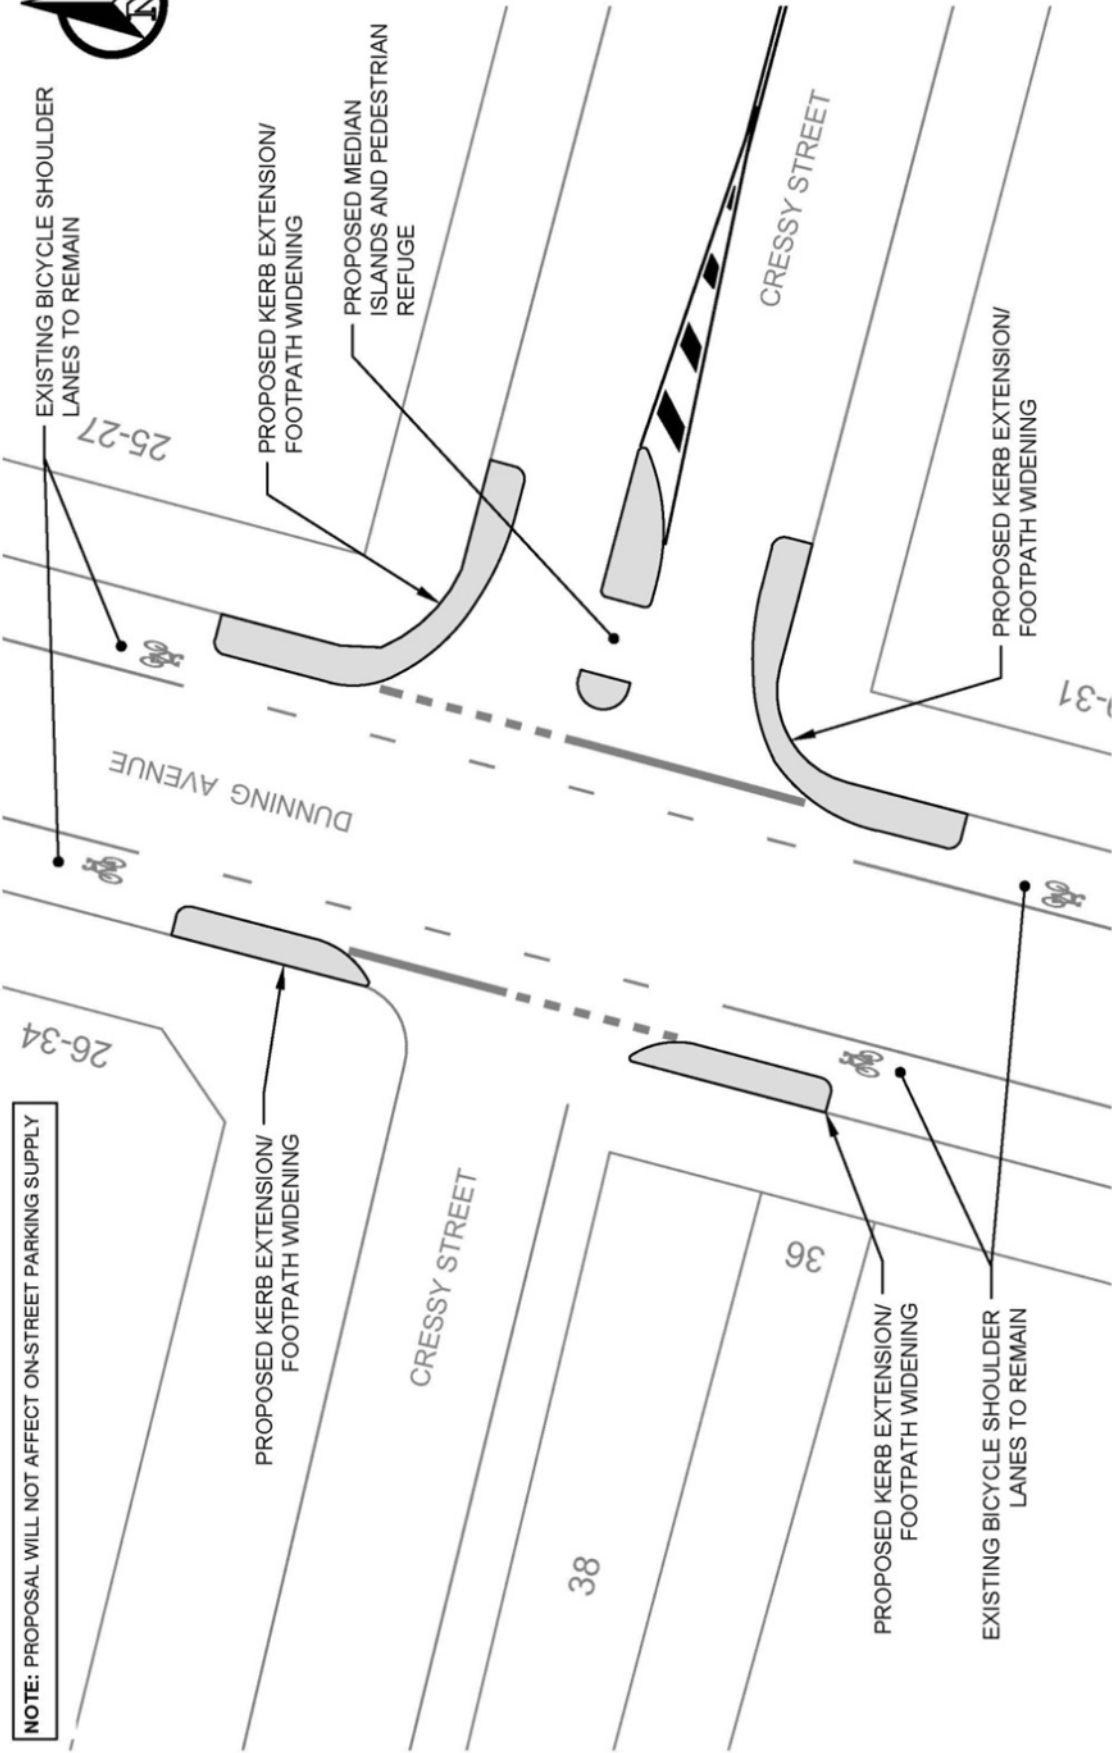 NOTE: PROPOSAL WILL NOT AFFECT ON-STREET PARKING SUPPLY
26-34
EXISTING BICYCLE SHOULDER
LANES TO REMAIN
25-27
N
DUNNING AVENUE
PROPOSED KERB EXTENSION/
FOOTPATH WIDENING
PROPOSED KERB EXTENSION/
FOOTPATH WIDENING
PROPOSED MEDIAN
ISLANDS AND PEDESTRIAN
REFUGE
CRESSY STREET
CRESSY STREET
38
36
PROPOSED KERB EXTENSION/
FOOTPATH WIDENING
PROPOSED KERB EXTENSION/
FOOTPATH WIDENING
EXISTING BICYCLE SHOULDER
LANES TO REMAIN